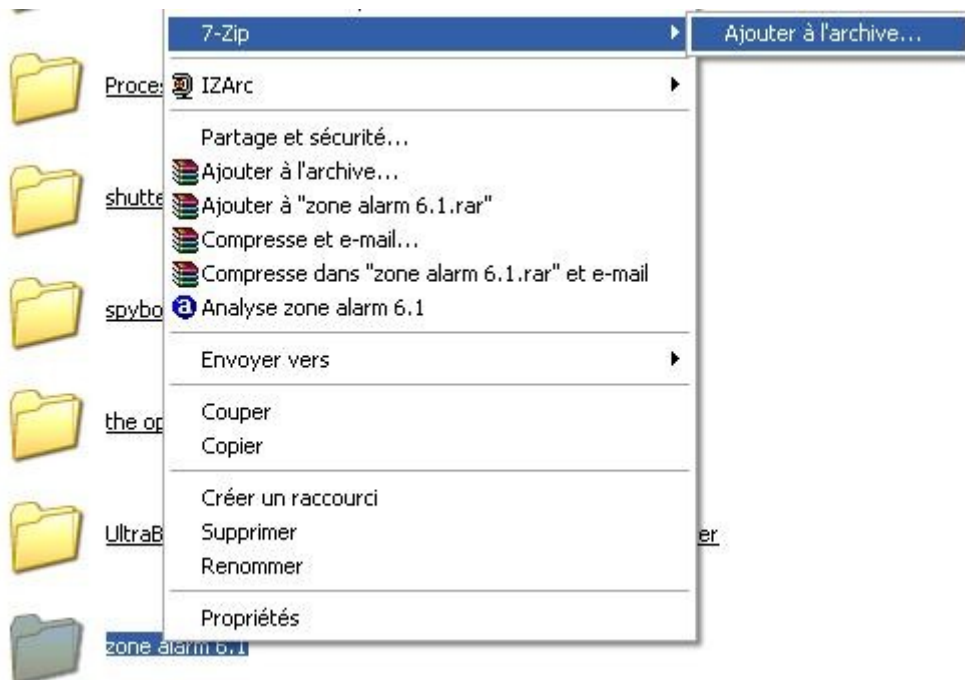 7-Zip
Ajouter à l'archive...
IZArc
Partage et sécurité...
Ajouter à l'archive...
shutte
Ajouter à "zone alarm 6.1.rar"
Compresse et e-mail...
Compresse dans "zone alarm 6.1.rar" et e-mail
spybo
Analyse zone alarm 6.1
Envoyer vers
Couper
the op
Copier
Créer un raccourci
UltraB
Supprimer
er
Renommer
Propriétés
zone alarm 6.1